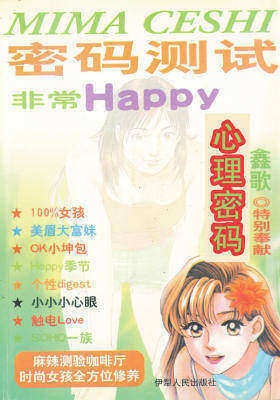 MIMA CESHI
密码测试
非常Happy
心理密码
鑫歌◎特别奉献
★ 100%女孩
★ 美眉大富妹
★ OK小坤包
★ Happy季节
★ 个性digest
★ 小小小心眼
★ 触电Love
★ SOHO一族
麻辣测验咖啡厅
时尚女孩全方位修养
伊犁人民出版社